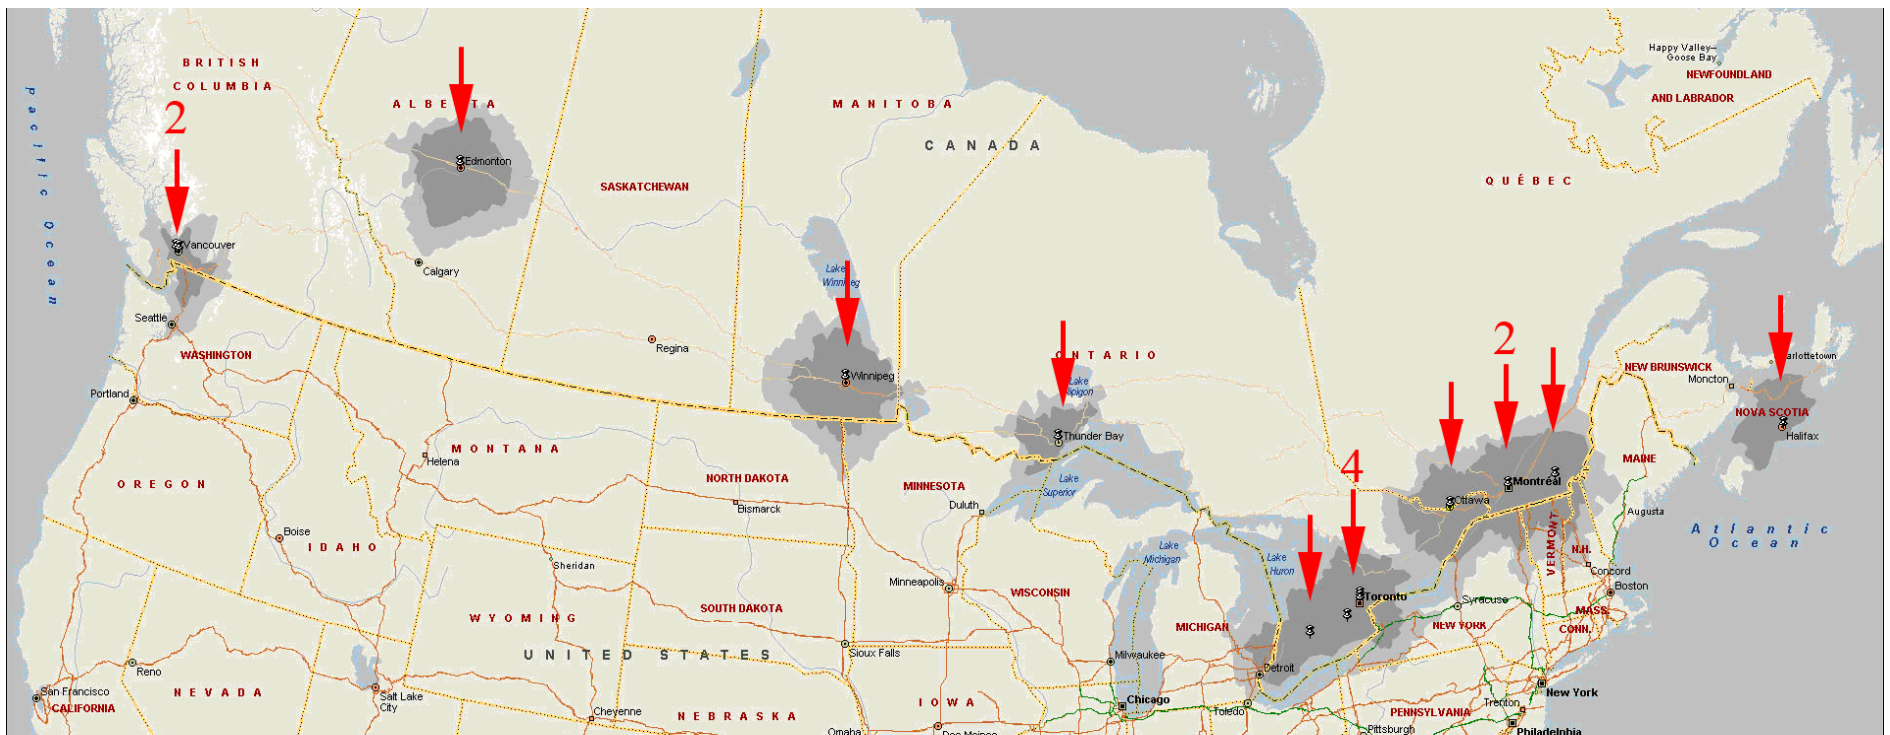 Happy Valley–
Goose Bay
BRITISH
COLUMBIA
NEWFOUNDLAND
AND LABRADOR
ALBERTA
MANITOBA
2
CANADA
Pacific Ocean
Edmonton
SASKATCHEWAN
QUÉBEC
Vancouver
Calgary
Lake
Winnipeg
Seattle
Regina
WASHINGTON
ONTARIO
2
NEW BRUNSWICK
Moncton
Winnipeg
Lake
Portland
NOVA SCOTIA
Halifax
Thunder Bay
MONTANA
Helena
4
MAINE
OREGON
NORTH DAKOTA
MINNESOTA
Lake
Superior
Montréal
Ottawa
Bismarck
Duluth
Augusta
Atlantic
Ocean
Boise
IDAHO
Lake
Michigan
Lake
Huron
VERMONT
N.H.
Concord
Sheridan
Minneapolis
WISCONSIN
Toronto
Syracuse
Boston
MASS.
WYOMING
SOUTH DAKOTA
MICHIGAN
NEW YORK
CONN.
UNITED STATES
Sioux Falls
Milwaukee
Detroit
Reno
San Francisco
CALIFORNIA
NEVADA
Salt Lake
City
Cheyenne
NEBRASKA
IOWA
Chicago
Toledo
New York
PENNSYLVANIA
Trenton
Omaha
Des Moines
Pittsburgh
Philadelphia